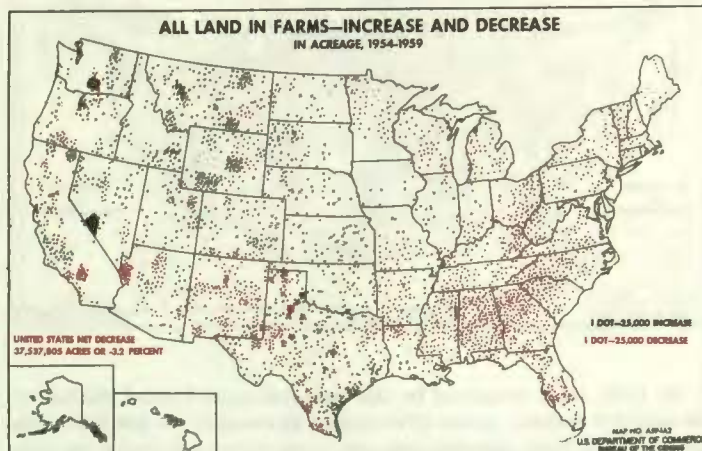 ALL LAND IN FARMS—INCREASE AND DECREASE
IN ACREAGE, 1954-1959
1 DOT—25,000 INCREASE
1 DOT—25,000 DECREASE
UNITED STATES NET DECREASE
37,537,805 ACRES OR -3.2 PERCENT
MAP NO. A59-1A2
U.S. DEPARTMENT OF COMMERCE
BUREAU OF THE CENSUS